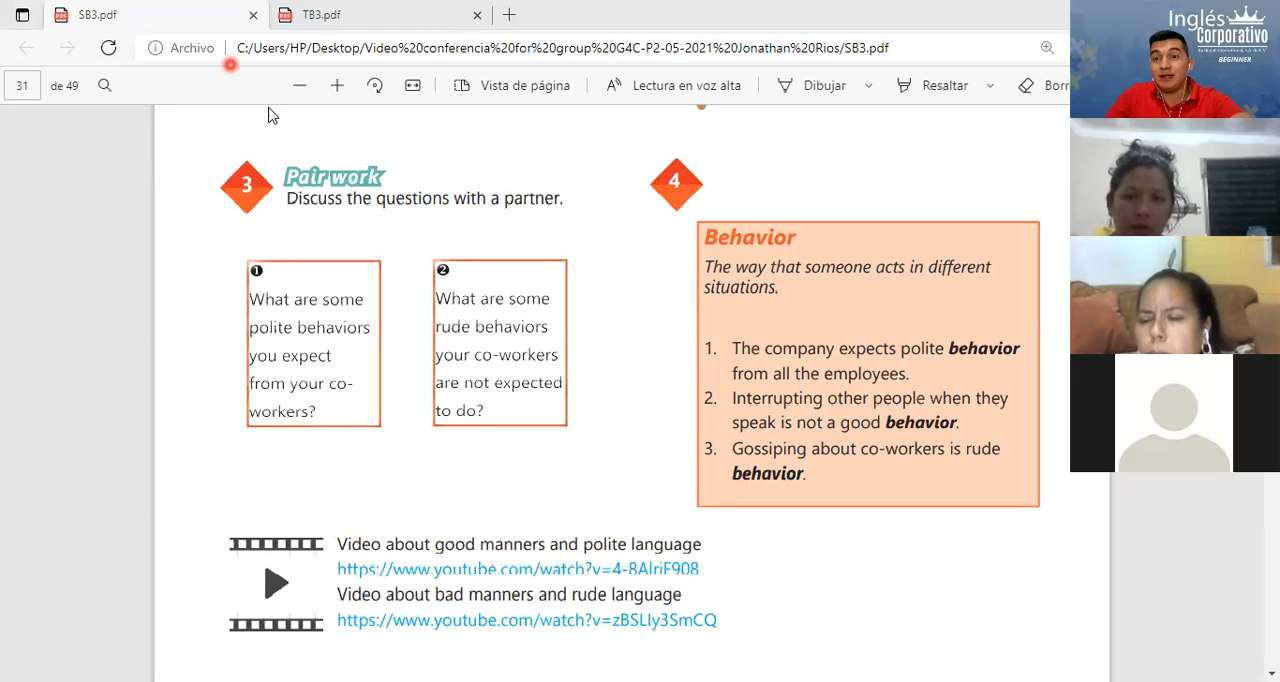 SB3.pdf
TB3.pdf
Archivo
C:/Users/HP/Desktop/Video%20conferencia%20for%20group%20G4C-P2-05-2021%20Jonathan%20Rios/SB3.pdf
31
de 49
Vista de página
Lectura en voz alta
Dibujar
Resaltar
Borr
Inglés
Corporativo
BEGINNER
3
Pair work
Discuss the questions with a partner.
❶
What are some
polite behaviors
you expect
from your co-
workers?
❷
What are some
rude behaviors
your co-workers
are not expected
to do?
4
Behavior
The way that someone acts in different
situations.
1. The company expects polite behavior
from all the employees.
2. Interrupting other people when they
speak is not a good behavior.
3. Gossiping about co-workers is rude
behavior.
Video about good manners and polite language
https://www.youtube.com/watch?v=4-8AlriF908
Video about bad manners and rude language
https://www.youtube.com/watch?v=zBSLIy3SmCQ